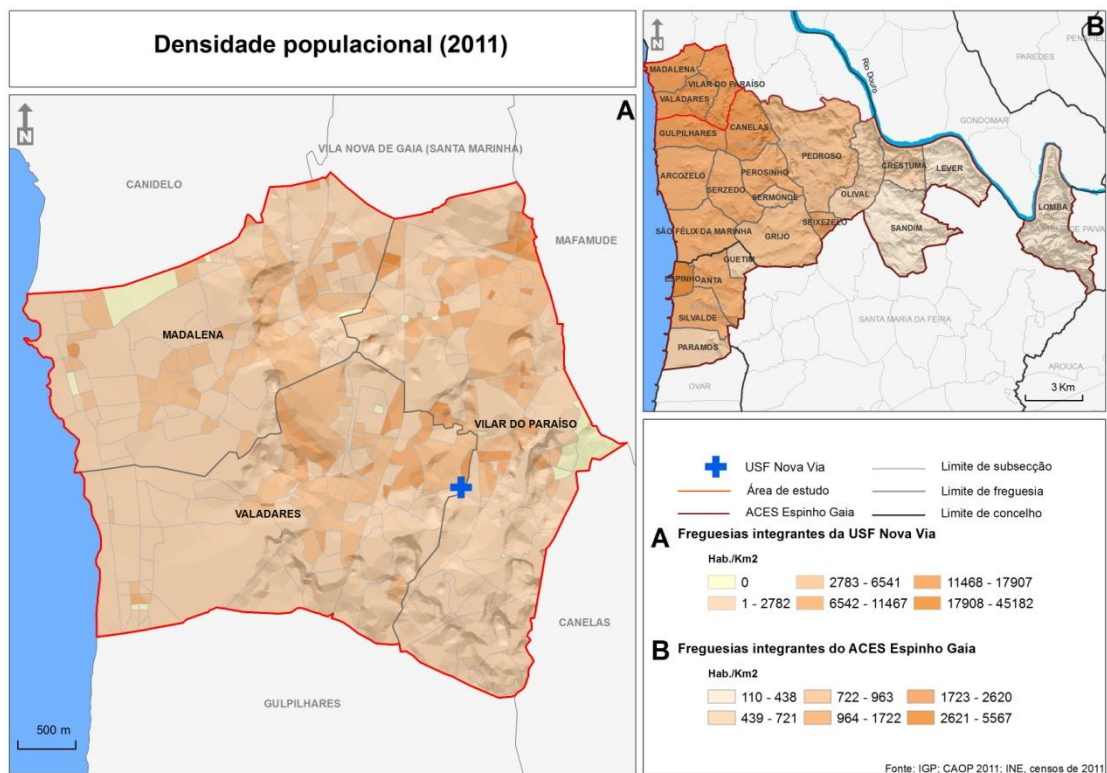 Densidade populacional (2011)
A
N
VILA NOVA DE GAIA (SANTA MARINHA)
CANIDELO
MAFAMUDE
MADALENA
VILAR DO PARAÍSO
VALADARES
CANELAS
GULPILHARES
500 m
B
N
PENAFIEL
PAREDES
Rio Douro
MADALENA
VILAR DO PARAÍSO
VALADARES
GONDOMAR
GULPILHARES
CANELAS
PEDROSO
CRESTUMA
LEVER
ARCOZELO
PEROSINHO
SERZEDO
SERMONDE
OLIVAL
LOMBA
SEIXEZELO
SANDIM
SÃO FÉLIX DA MARINHA
GRIJÓ
DE PAIVA
GUETIM
ESPINHO
ANTA
SILVALDE
SANTA MARIA DA FEIRA
PARAMOS
AROUCA
OVAR
3 Km
USF Nova Via
Limite de subsecção
Área de estudo
Limite de freguesia
ACES Espinho Gaia
Limite de concelho
A Freguesias integrantes da USF Nova Via
Hab./Km2
0
2783 - 6541
11468 - 17907
1 - 2782
6542 - 11467
17908 - 45182
B Freguesias integrantes do ACES Espinho Gaia
Hab./Km2
110 - 438
722 - 963
1723 - 2620
439 - 721
964 - 1722
2621 - 5567
Fonte: IGP; CAOP 2011; INE, censos de 2011